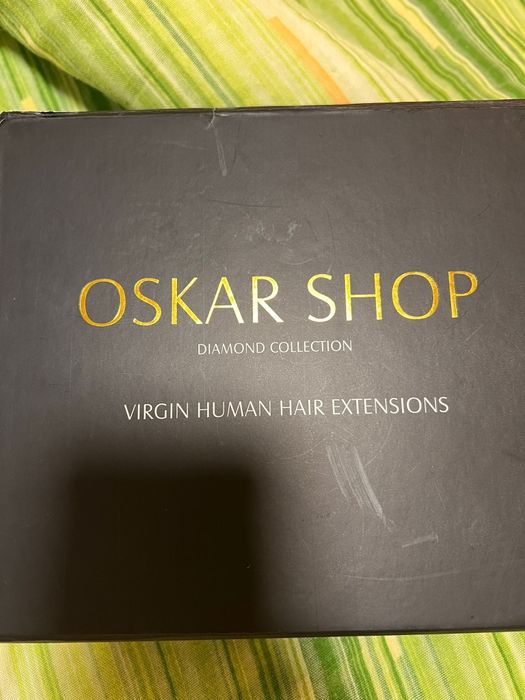 OSKAR SHOP
DIAMOND COLLECTION
VIRGIN HUMAN HAIR EXTENSIONS